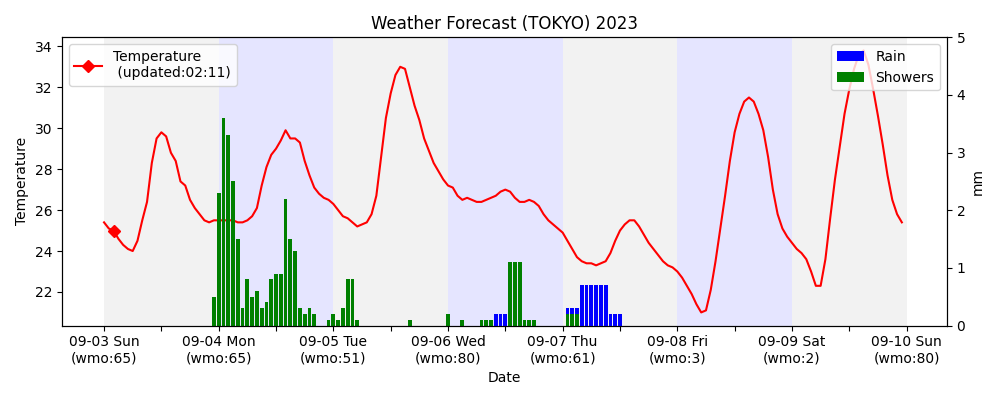 Weather Forecast (TOKYO) 2023
Temperature
(updated:02:11)
Rain
Showers
Temperature
34
32
30
28
26
24
22
5
4
3
2
1
0
mm
09-03 Sun
(wmo:65)
09-04 Mon
(wmo:65)
09-05 Tue
(wmo:51)
09-06 Wed
(wmo:80)
09-07 Thu
(wmo:61)
09-08 Fri
(wmo:3)
09-09 Sat
(wmo:2)
09-10 Sun
(wmo:80)
Date